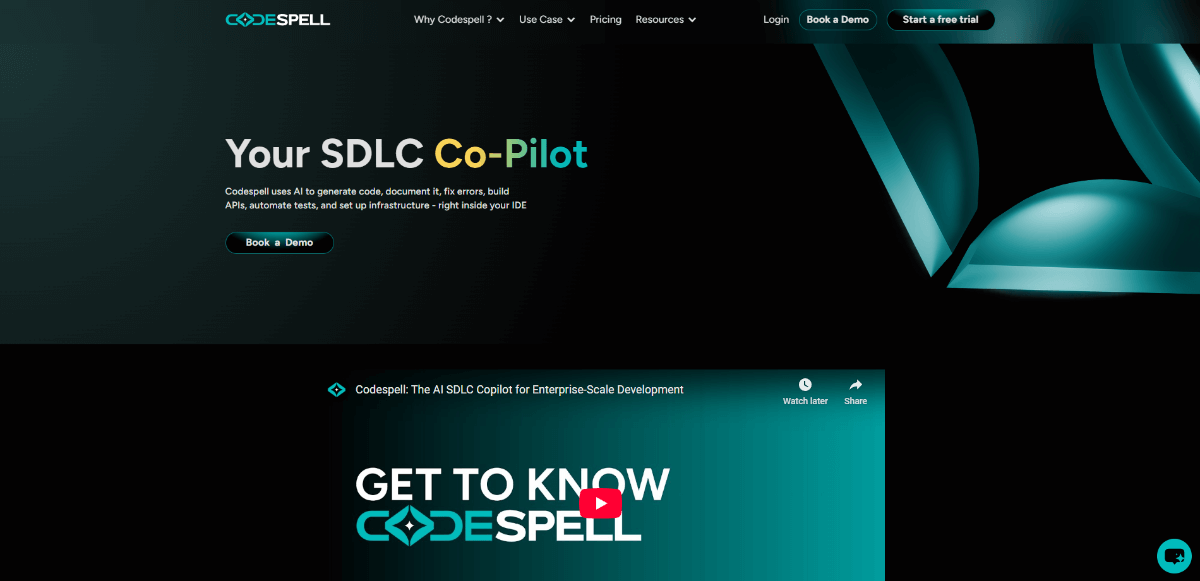 CODESPELL
Why Codespell ?
Use Case
Pricing
Resources
Login
Book a Demo
Start a free trial
Your SDLC Co-Pilot
Codespell uses AI to generate code, document it, fix errors, build
APIs, automate tests, and set up infrastructure - right inside your IDE
Book a Demo
Codespell: The AI SDLC Copilot for Enterprise-Scale Development
Watch later
Share
GET TO KNOW
CODESPELL